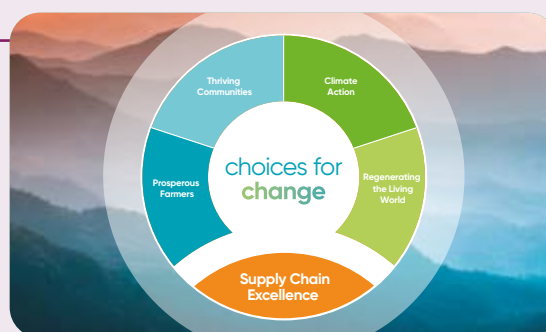 Thriving
Communities
Climate
Action
Prosperous
Farmers
choices for
change
Regenerating
the Living
World
Supply Chain
Excellence